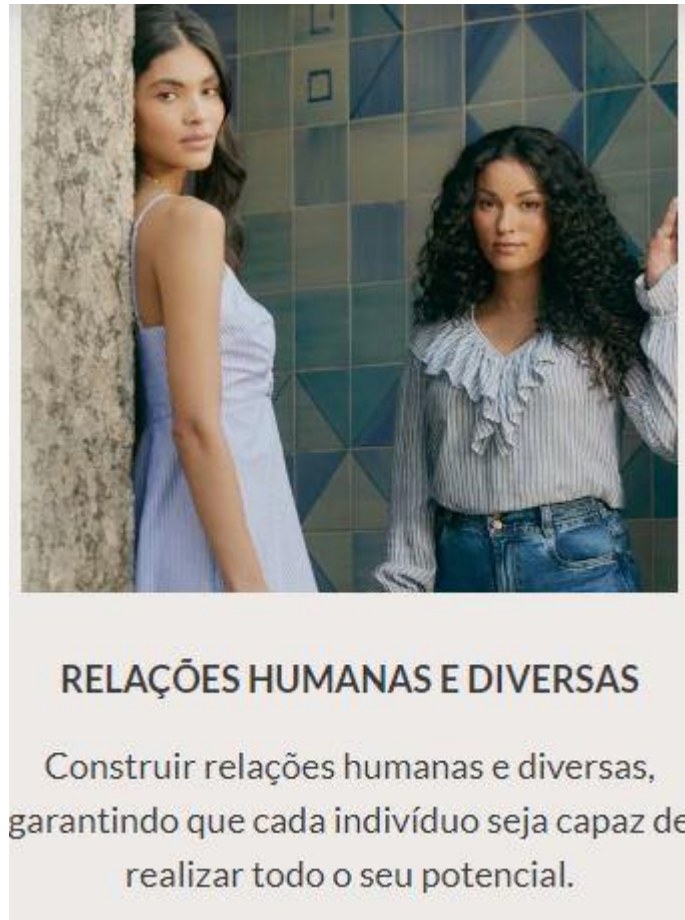 RELAÇÕES HUMANAS E DIVERSAS
Construir relações humanas e diversas,
garantindo que cada indivíduo seja capaz de
realizar todo o seu potencial.